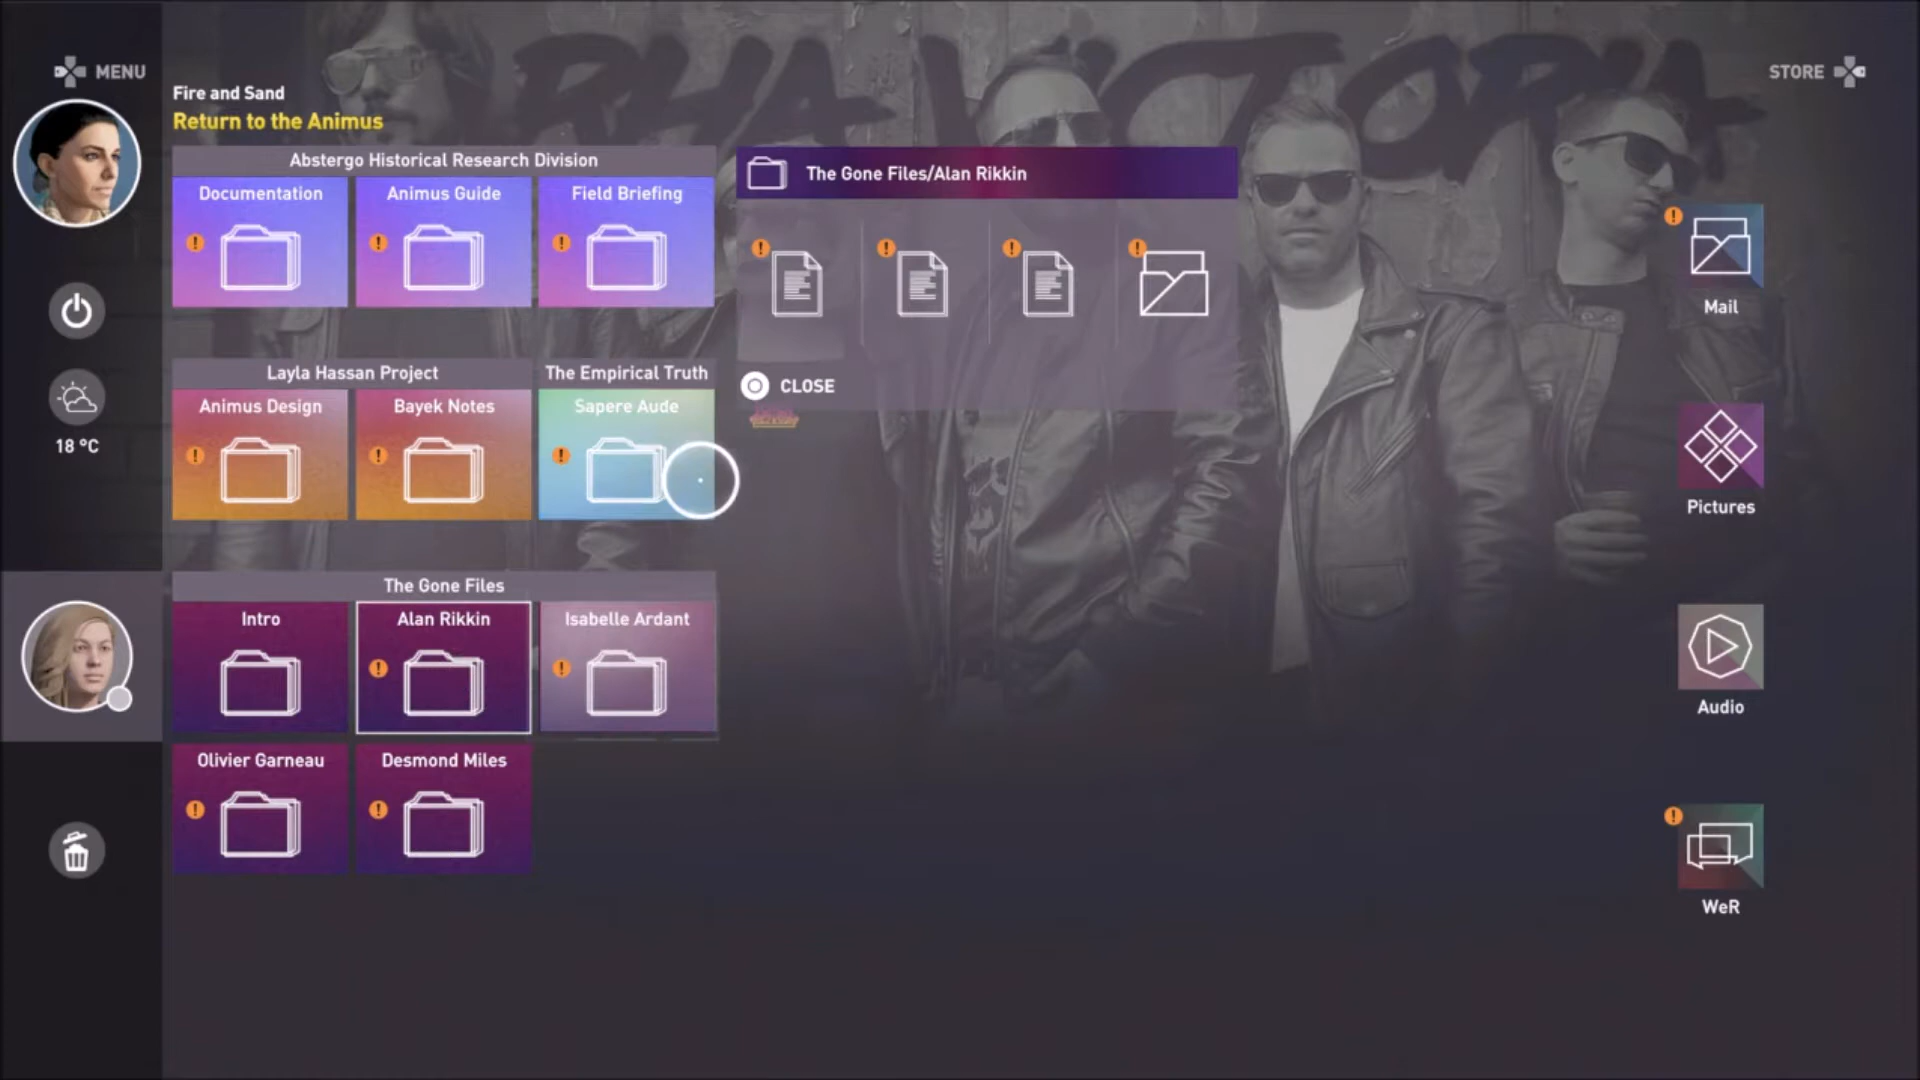 MENU
STORE
Fire and Sand
Return to the Animus
Abstergo Historical Research Division
Documentation
Animus Guide
Field Briefing
The Gone Files/Alan Rikkin
CLOSE
Layla Hassan Project
The Empirical Truth
Animus Design
Bayek Notes
Sapere Aude
18 °C
The Gone Files
Intro
Alan Rikkin
Isabelle Ardant
Olivier Garneau
Desmond Miles
Mail
Pictures
Audio
WeR